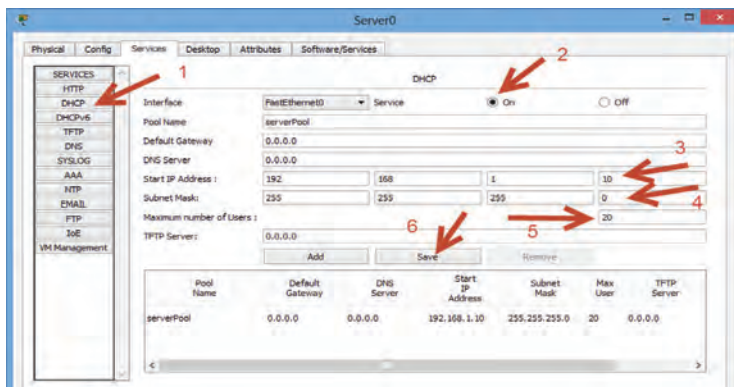 Server0
Physical Config Services Desktop Attributes Software/Services
SERVICES
HTTP
DHCP
DHCPv6
TFTP
DNS
SYSLOG
AAA
NTP
EMAIL
FTP
IoE
VM Management
1
2
DHCP
Interface FastEthernet0 Service On Off
Pool Name serverPool
Default Gateway 0.0.0.0
DNS Server 0.0.0.0
3
Start IP Address : 192 168 1 10
Subnet Mask: 255 255 255 0
4
Maximum number of Users : 20
5
6
TFTP Server: 0.0.0.0
Add Save Remove
Pool Name Default Gateway DNS Server Start IP Address Subnet Mask Max User TFTP Server
serverPool 0.0.0.0 0.0.0.0 192.168.1.10 255.255.255.0 20 0.0.0.0